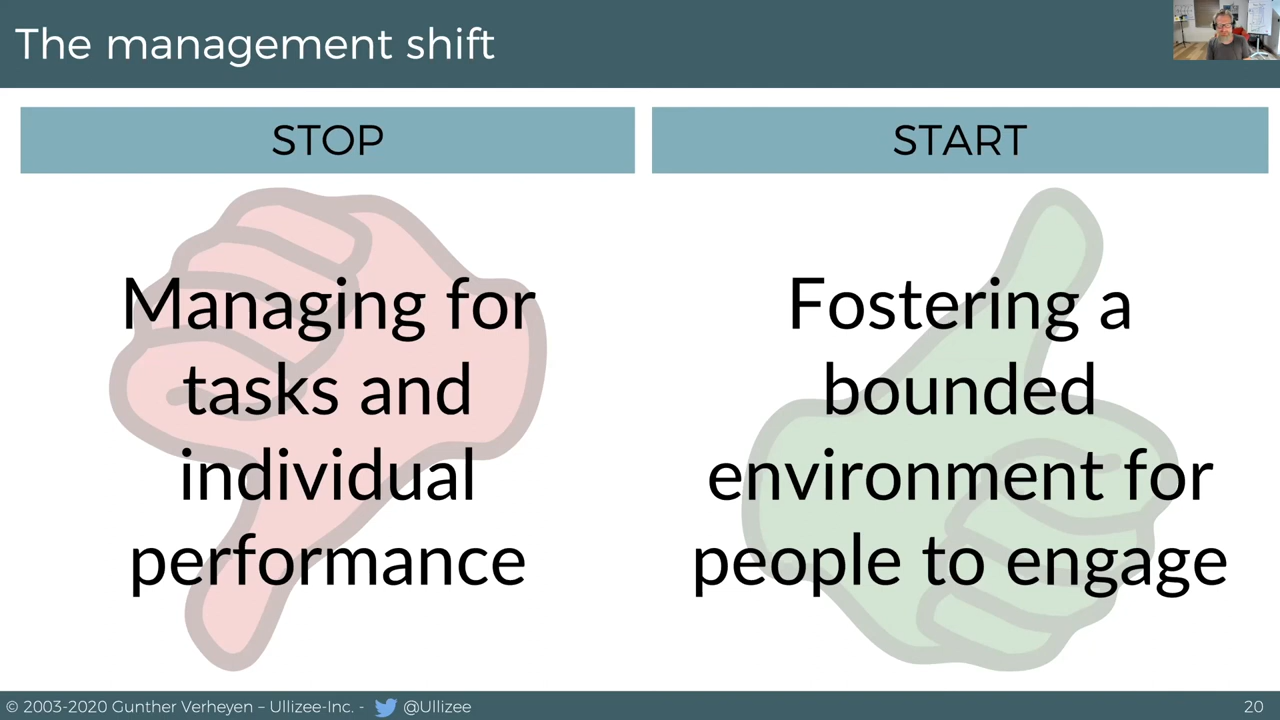 The management shift
STOP
START
Managing for
tasks and
individual
performance
Fostering a
bounded
environment for
people to engage
© 2003-2020 Gunther Verheyen – Ullizee-Inc. - @Ullizee
20